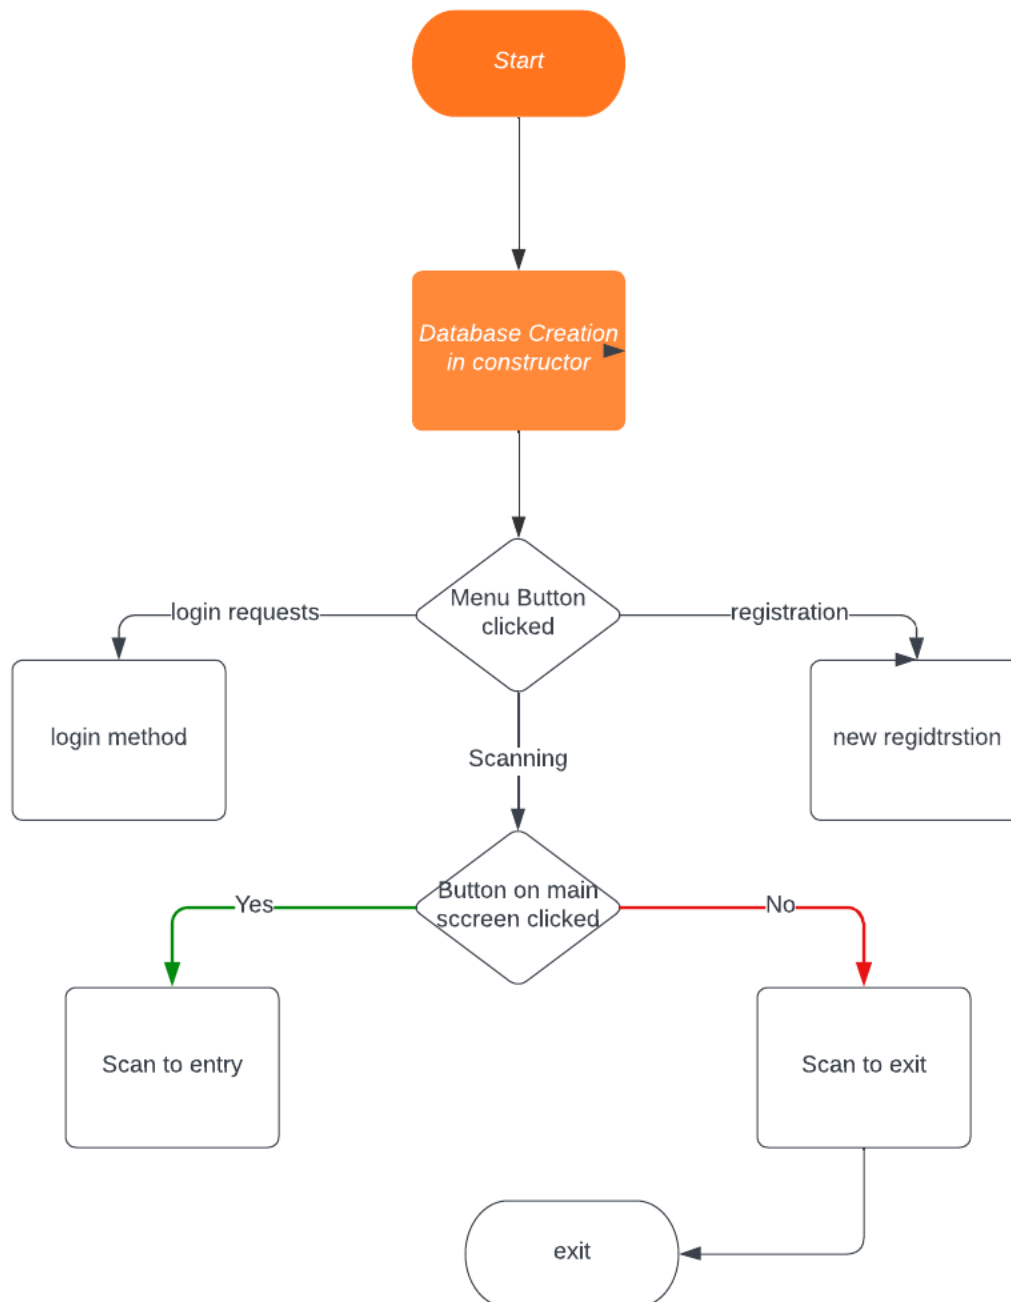 Start
Database Creation
in constructor
Menu Button
clicked
login requests
registration
login method
new regidtrstion
Scanning
Button on main
sccreen clicked
Yes
No
Scan to entry
Scan to exit
exit